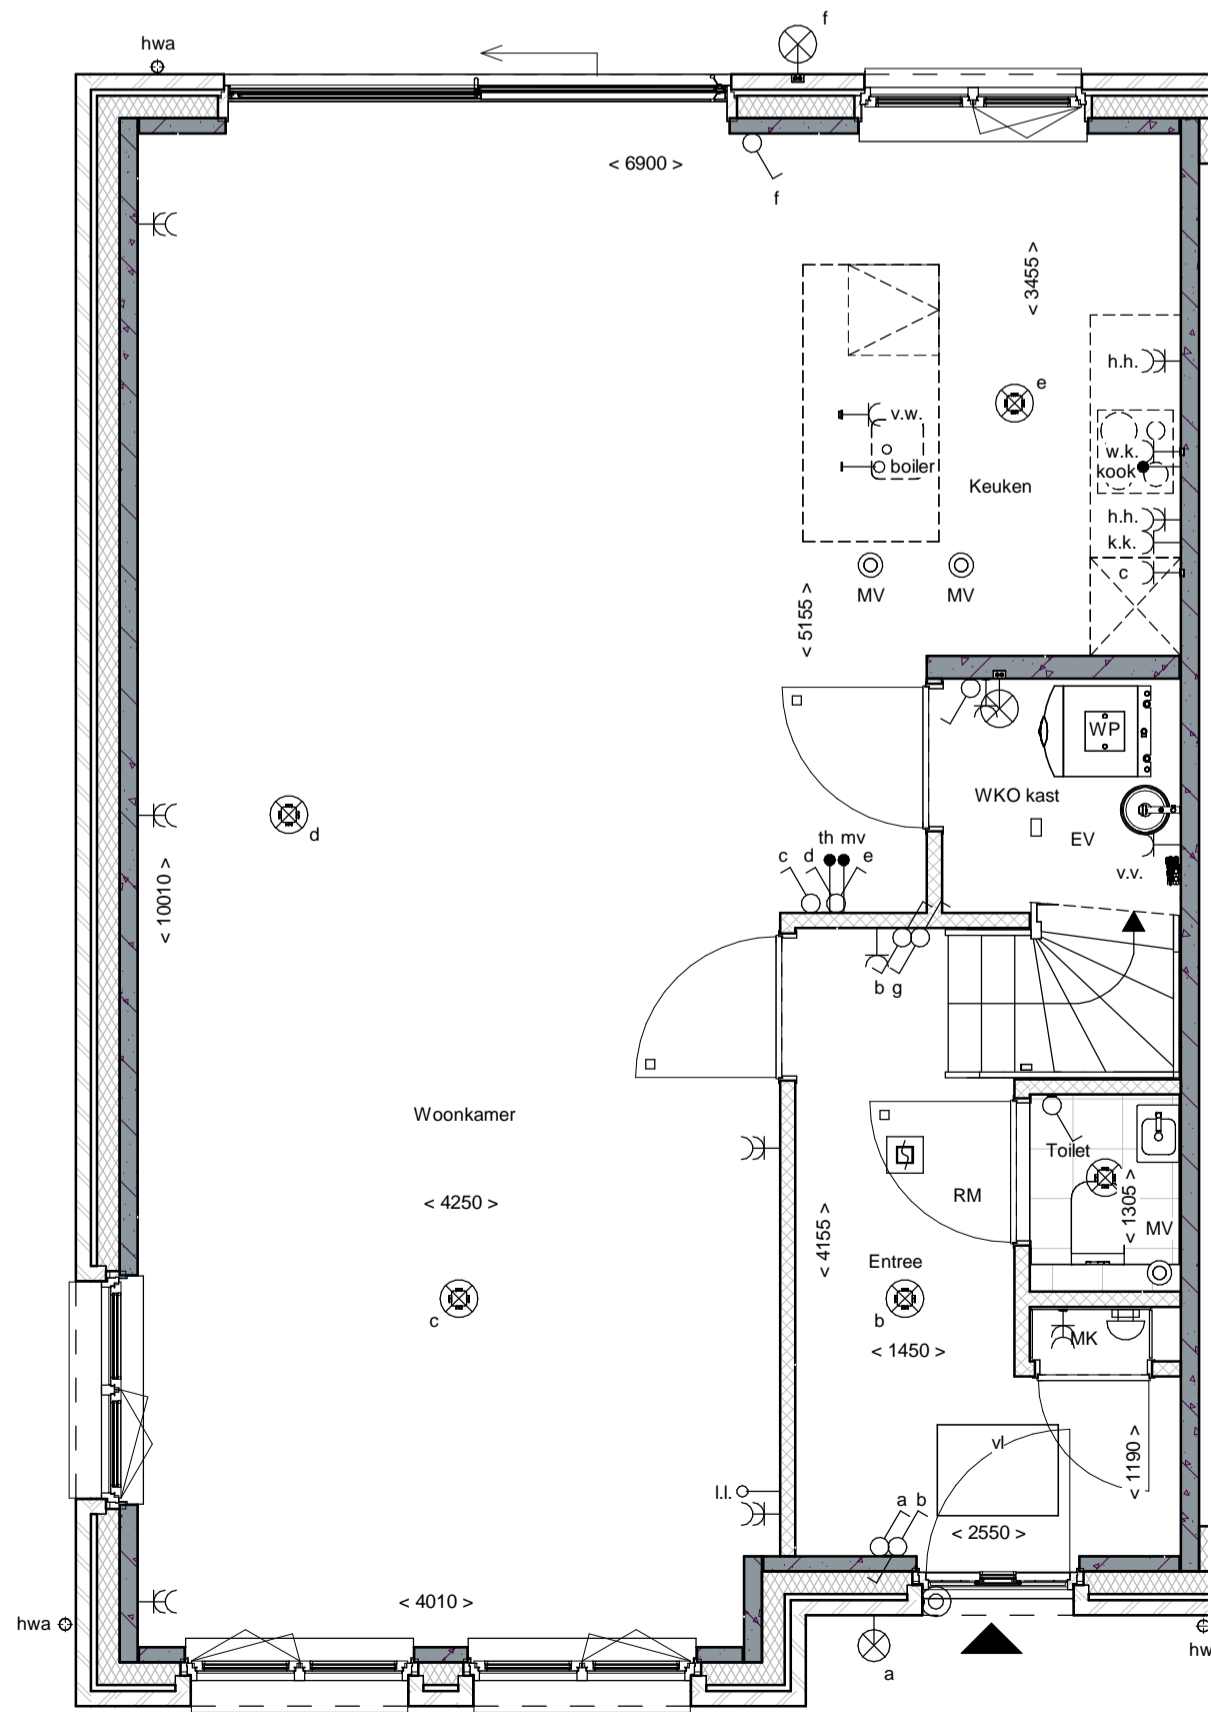 f
hwa
< 6900 >
f
< 3455 >
h.h.
e
v.w.
w.k.
boiler
kook
Keuken
h.h.
k.k.
c
MV
MV
< 5155 >
WP
WKO kast
d
th mv
EV
c
d
e
v.v.
< 10010 >
b
g
Woonkamer
Toilet
RM
< 4250 >
< 1305 >
< 4155 >
MV
Entree
c
b
MK
< 1450 >
vl
< 1190 >
l.l.
a
b
< 2550 >
< 4010 >
hwa
hw
a